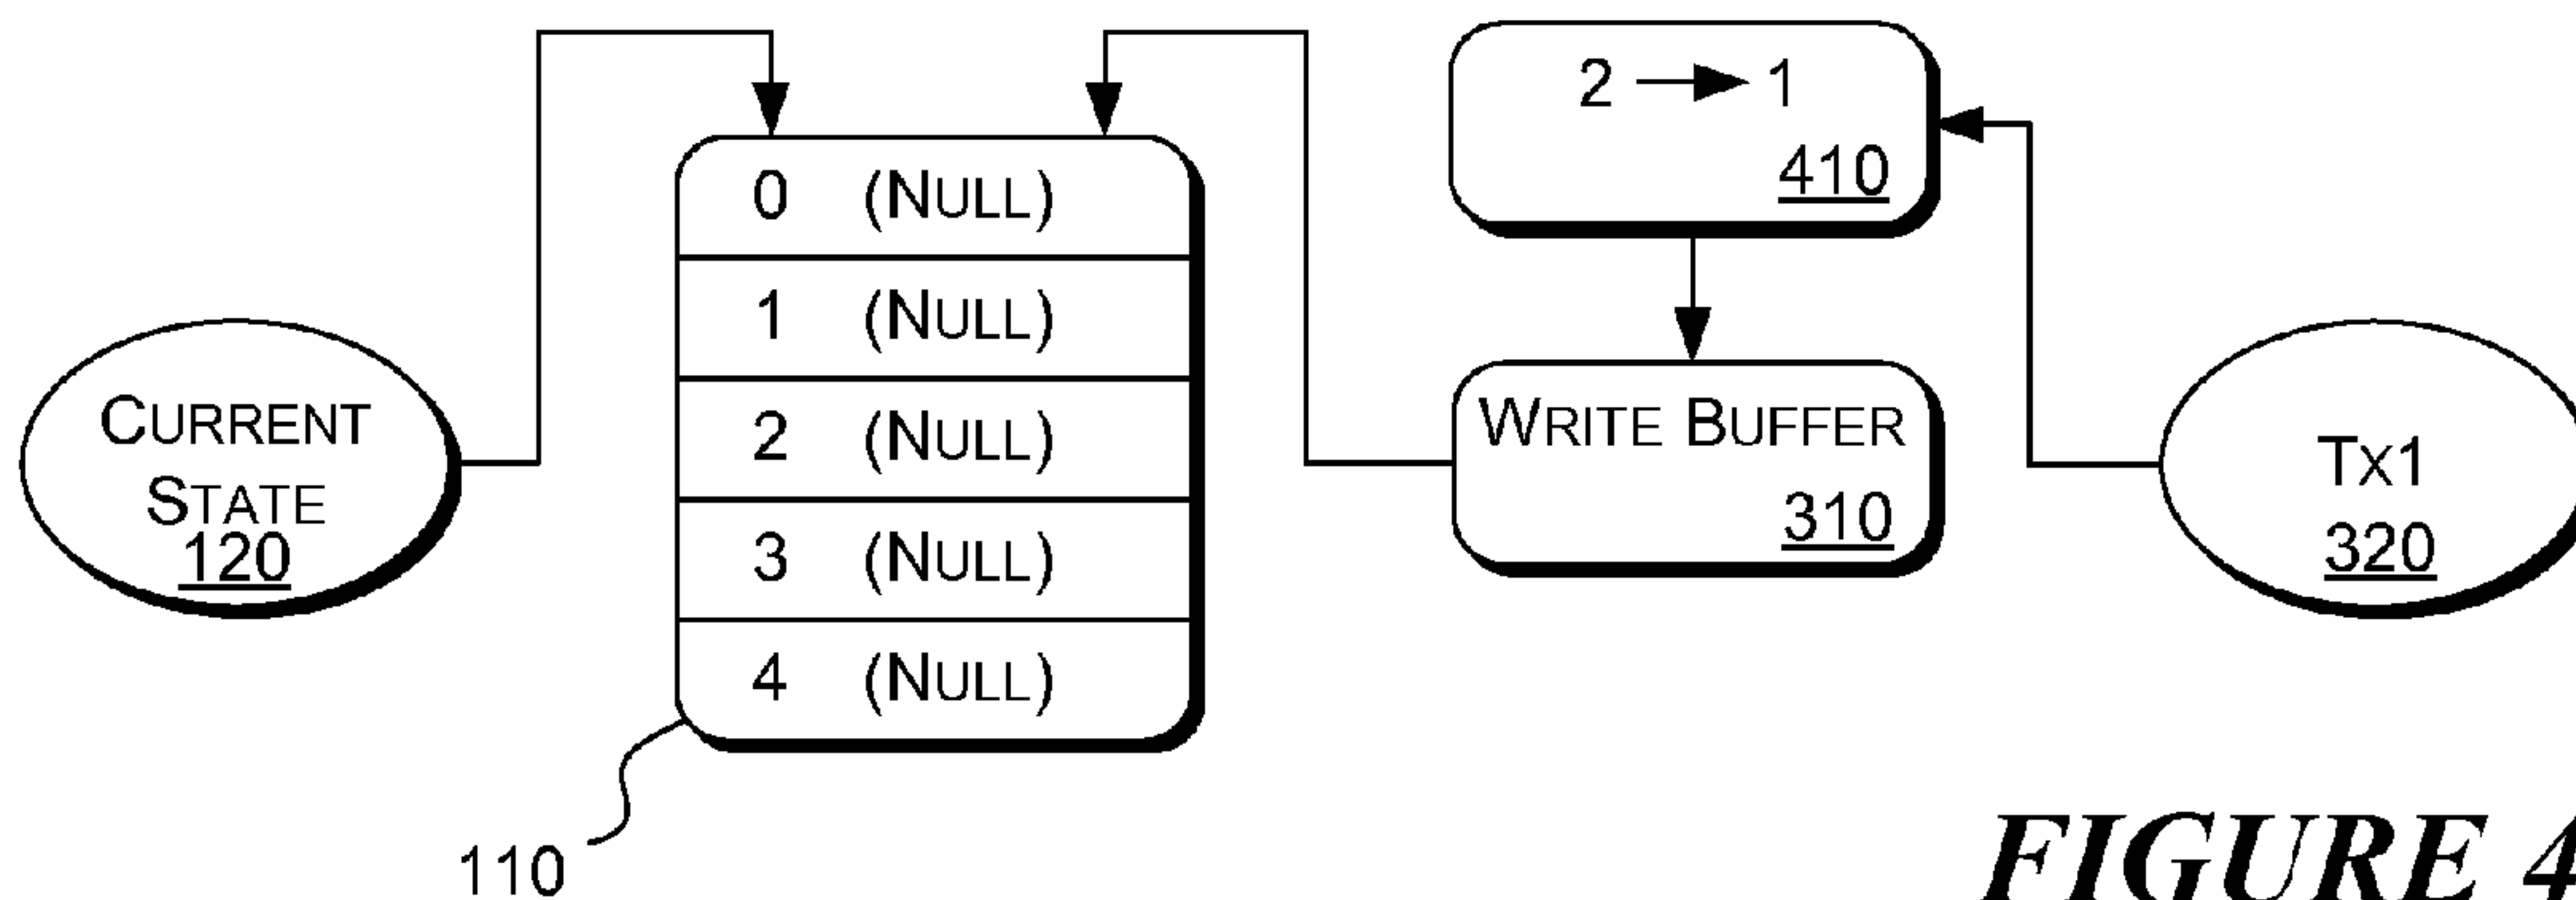 CURRENT
STATE
120
0 (NULL)
1 (NULL)
2 (NULL)
3 (NULL)
4 (NULL)
110
2 → 1
410
WRITE BUFFER
310
TX1
320
FIGURE 4